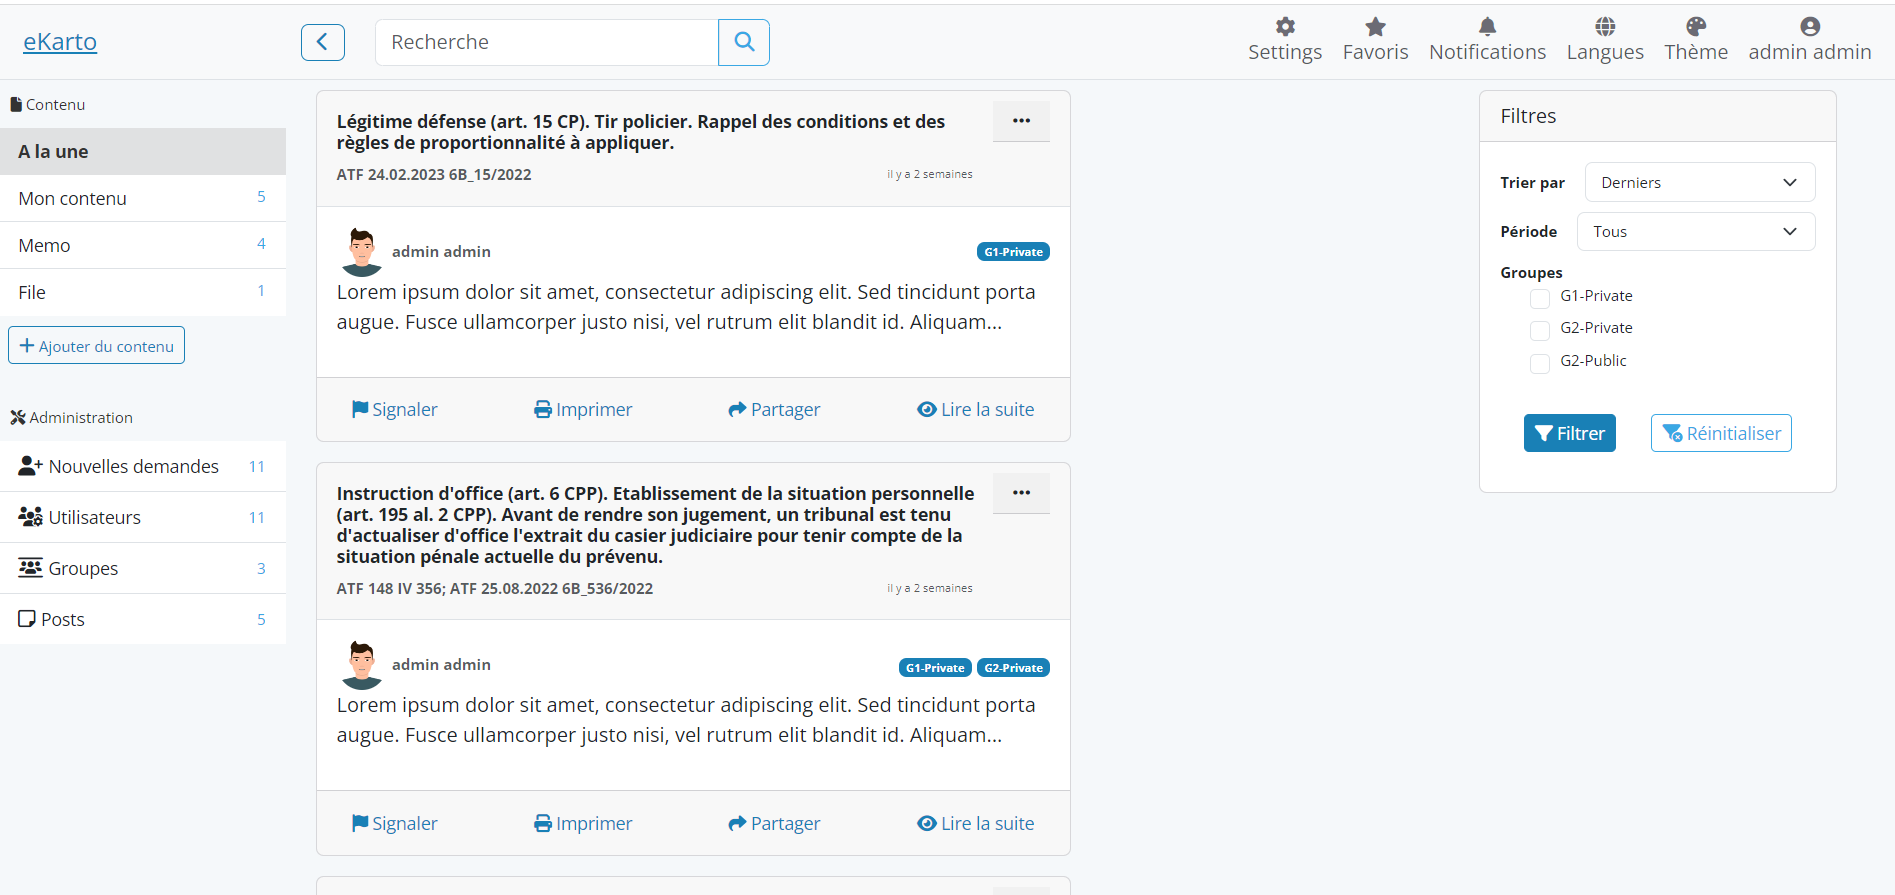 eKarto
Recherche
Settings
Favoris
Notifications
Langues
Thème
admin admin
Contenu
A la une
Mon contenu 5
Memo 4
File 1
Ajouter du contenu
Administration
Nouvelles demandes 11
Utilisateurs 11
Groupes 3
Posts 5
Légitime défense (art. 15 CP). Tir policier. Rappel des conditions et des
règles de proportionnalité à appliquer.
ATF 24.02.2023 6B_15/2022
il y a 2 semaines
admin admin
G1-Private
Lorem ipsum dolor sit amet, consectetur adipiscing elit. Sed tincidunt porta
augue. Fusce ullamcorper justo nisi, vel rutrum elit blandit id. Aliquam...
Signaler
Imprimer
Partager
Lire la suite
Instruction d'office (art. 6 CPP). Etablissement de la situation personnelle
(art. 195 al. 2 CPP). Avant de rendre son jugement, un tribunal est tenu
d'actualiser d'office l'extrait du casier judiciaire pour tenir compte de la
situation pénale actuelle du prévenu.
ATF 148 IV 356; ATF 25.08.2022 6B_536/2022
il y a 2 semaines
admin admin
G1-Private G2-Private
Lorem ipsum dolor sit amet, consectetur adipiscing elit. Sed tincidunt porta
augue. Fusce ullamcorper justo nisi, vel rutrum elit blandit id. Aliquam...
Signaler
Imprimer
Partager
Lire la suite
Filtres
Trier par Derniers
Période Tous
Groupes
G1-Private
G2-Private
G2-Public
Filtrer
Réinitialiser